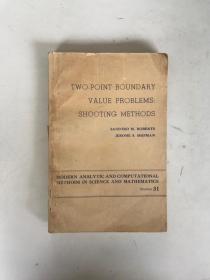 TWO-POINT BOUNDARY
VALUE PROBLEMS:
SHOOTING METHODS
SANFORD M. ROBERTS
JEROME S. SHIPMAN
MODERN ANALYTIC AND COMPUTATIONAL
METHODS IN SCIENCE AND MATHEMATICS
Number 31